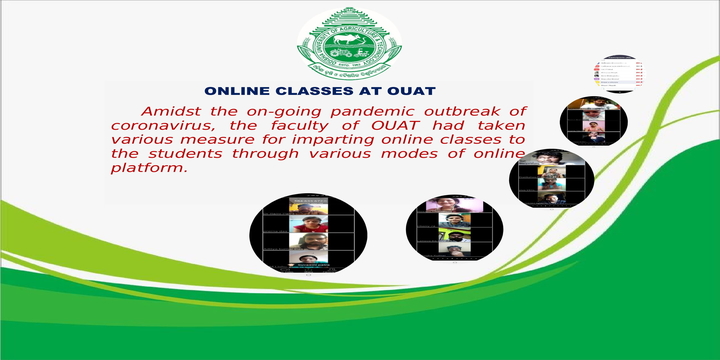 ONLINE CLASSES AT OUAT
Amidst the on-going pandemic outbreak of
coronavirus, the faculty of OUAT had taken
various measure for imparting online classes to
the students through various modes of online
platform.